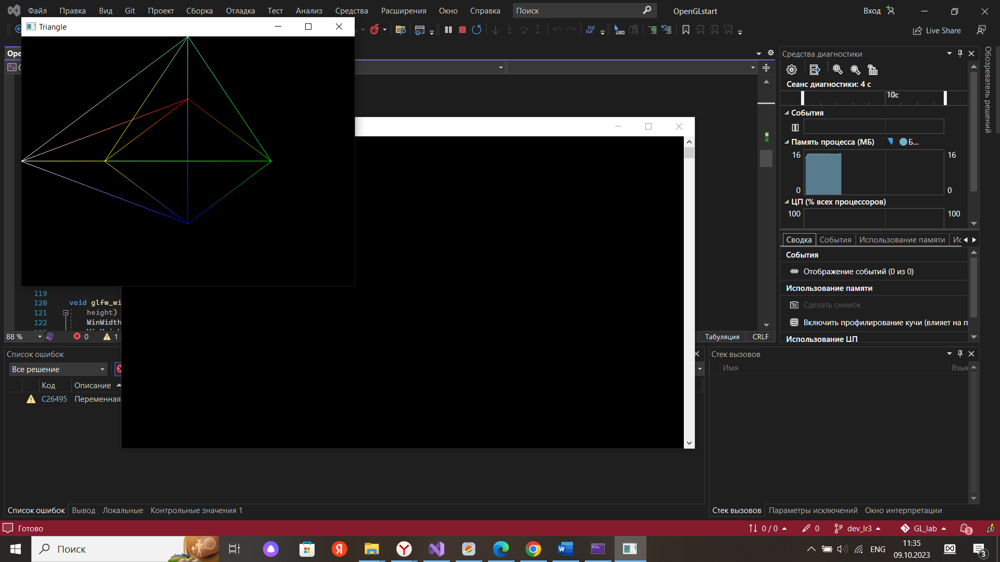 Файл Правка Вид Git Проект Сборка Отладка Тест Анализ Средства Расширения Окно Справка Поиск OpenGLstart Вход
Triangle
Live Share
Ope
Средства диагностики
Обозреватель решений
Сеанс диагностики: 4 с
10с
События
Память процесса (МБ) Б...
16 16
0 0
ЦП (% всех процессоров)
100 100
Сводка События Использование памяти Ис
События
Отображение событий (0 из 0)
Использование памяти
Сделать снимок
Включить профилирование кучи (влияет на п
Использование ЦП
119
120 void glfw_wi
121 height)
122 WinWidth
88 % 0 1 Табуляция CRLF
Список ошибок
Все решение
Код Описание
C26495 Переменная
Стек вызовов
Имя Язык
Список ошибок Вывод Локальные Контрольные значения 1
Стек вызовов Параметры исключений Окно интерпретации
Готово 0 / 0 0 dev_lr3 GL_lab 3
Поиск ENG 11:35
09.10.2023 3